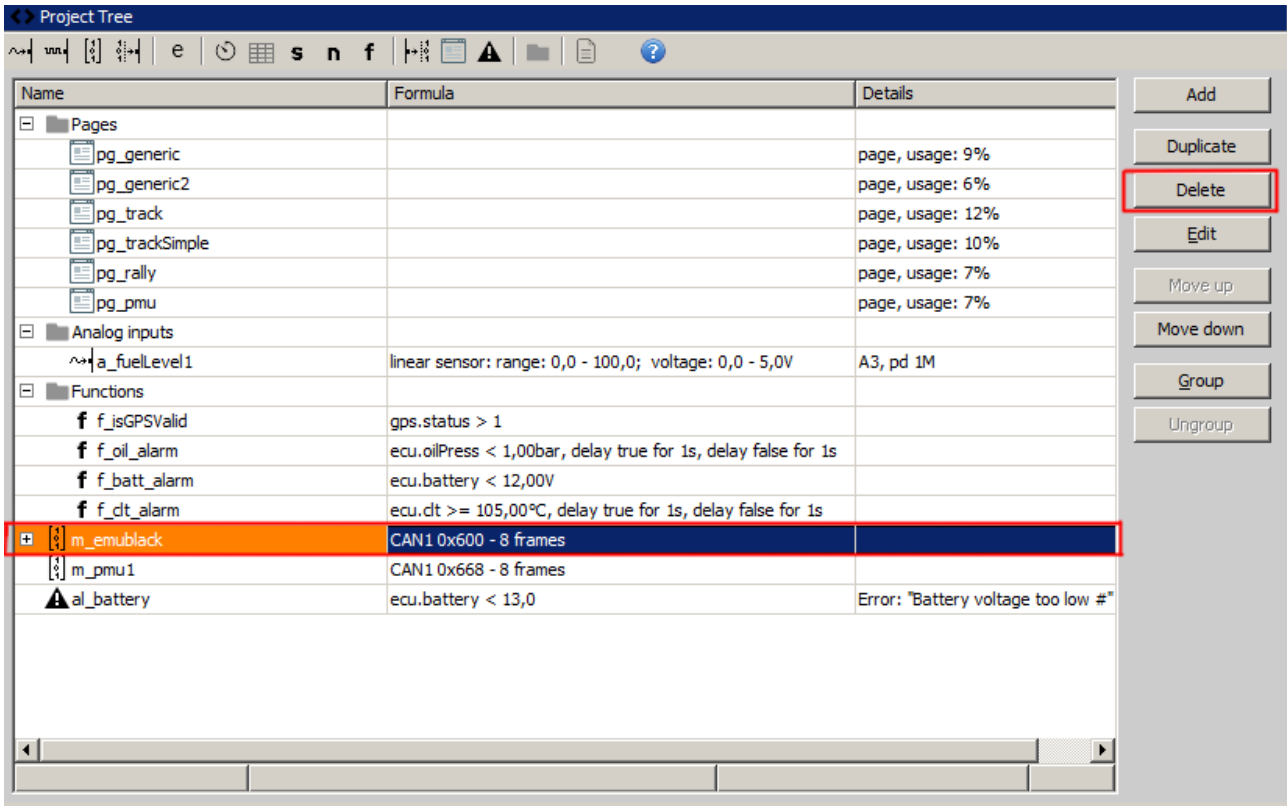 Project Tree
e s n f ?
Name Formula Details
Pages
pg_generic page, usage: 9%
pg_generic2 page, usage: 6%
pg_track page, usage: 12%
pg_trackSimple page, usage: 10%
pg_rally page, usage: 7%
pg_pmu page, usage: 7%
Analog inputs
a_fuelLevel1 linear sensor: range: 0,0 - 100,0; voltage: 0,0 - 5,0V A3, pd 1M
Functions
f f_isGPSValid gps.status > 1
f f_oil_alarm ecu.oilPress < 1,00bar, delay true for 1s, delay false for 1s
f f_batt_alarm ecu.battery < 12,00V
f f_clt_alarm ecu.clt >= 105,00°C, delay true for 1s, delay false for 1s
m_emublack CAN1 0x600 - 8 frames
m_pmu1 CAN1 0x668 - 8 frames
al_battery ecu.battery < 13,0 Error: "Battery voltage too low #"
Add
Duplicate
Delete
Edit
Move up
Move down
Group
Ungroup